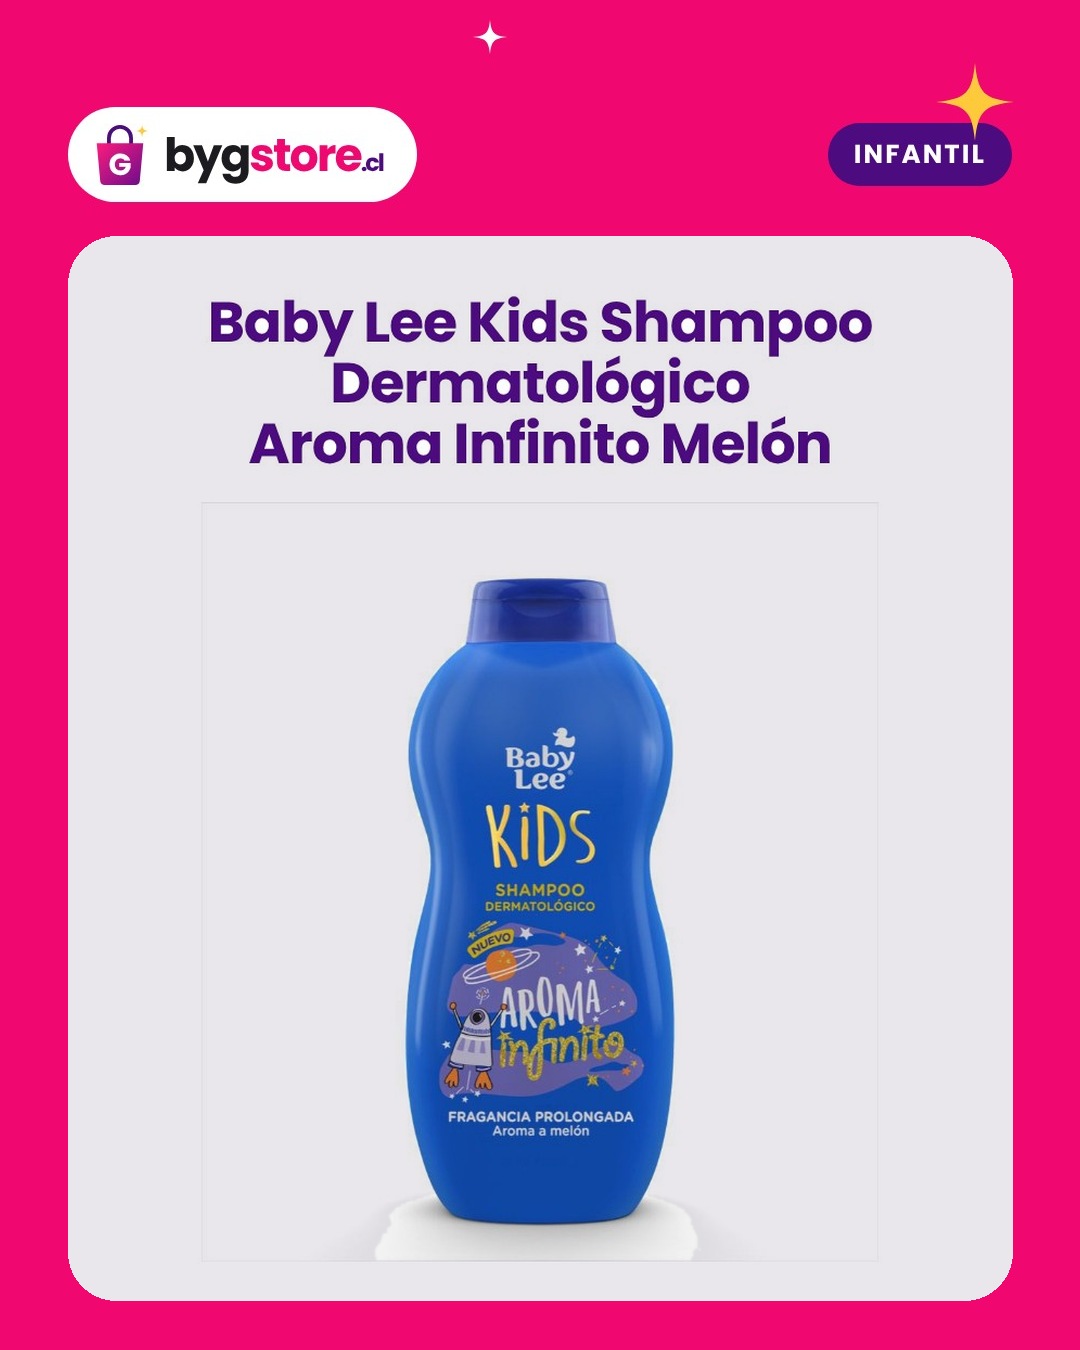 bygstore.cl
G
INFANTIL
Baby Lee Kids Shampoo
Dermatológico
Aroma Infinito Melón
Baby
Lee®
KiDS
SHAMPOO
DERMATOLÓGICO
NUEVO
AROMA
infinito
FRAGANCIA PROLONGADA
Aroma a melón